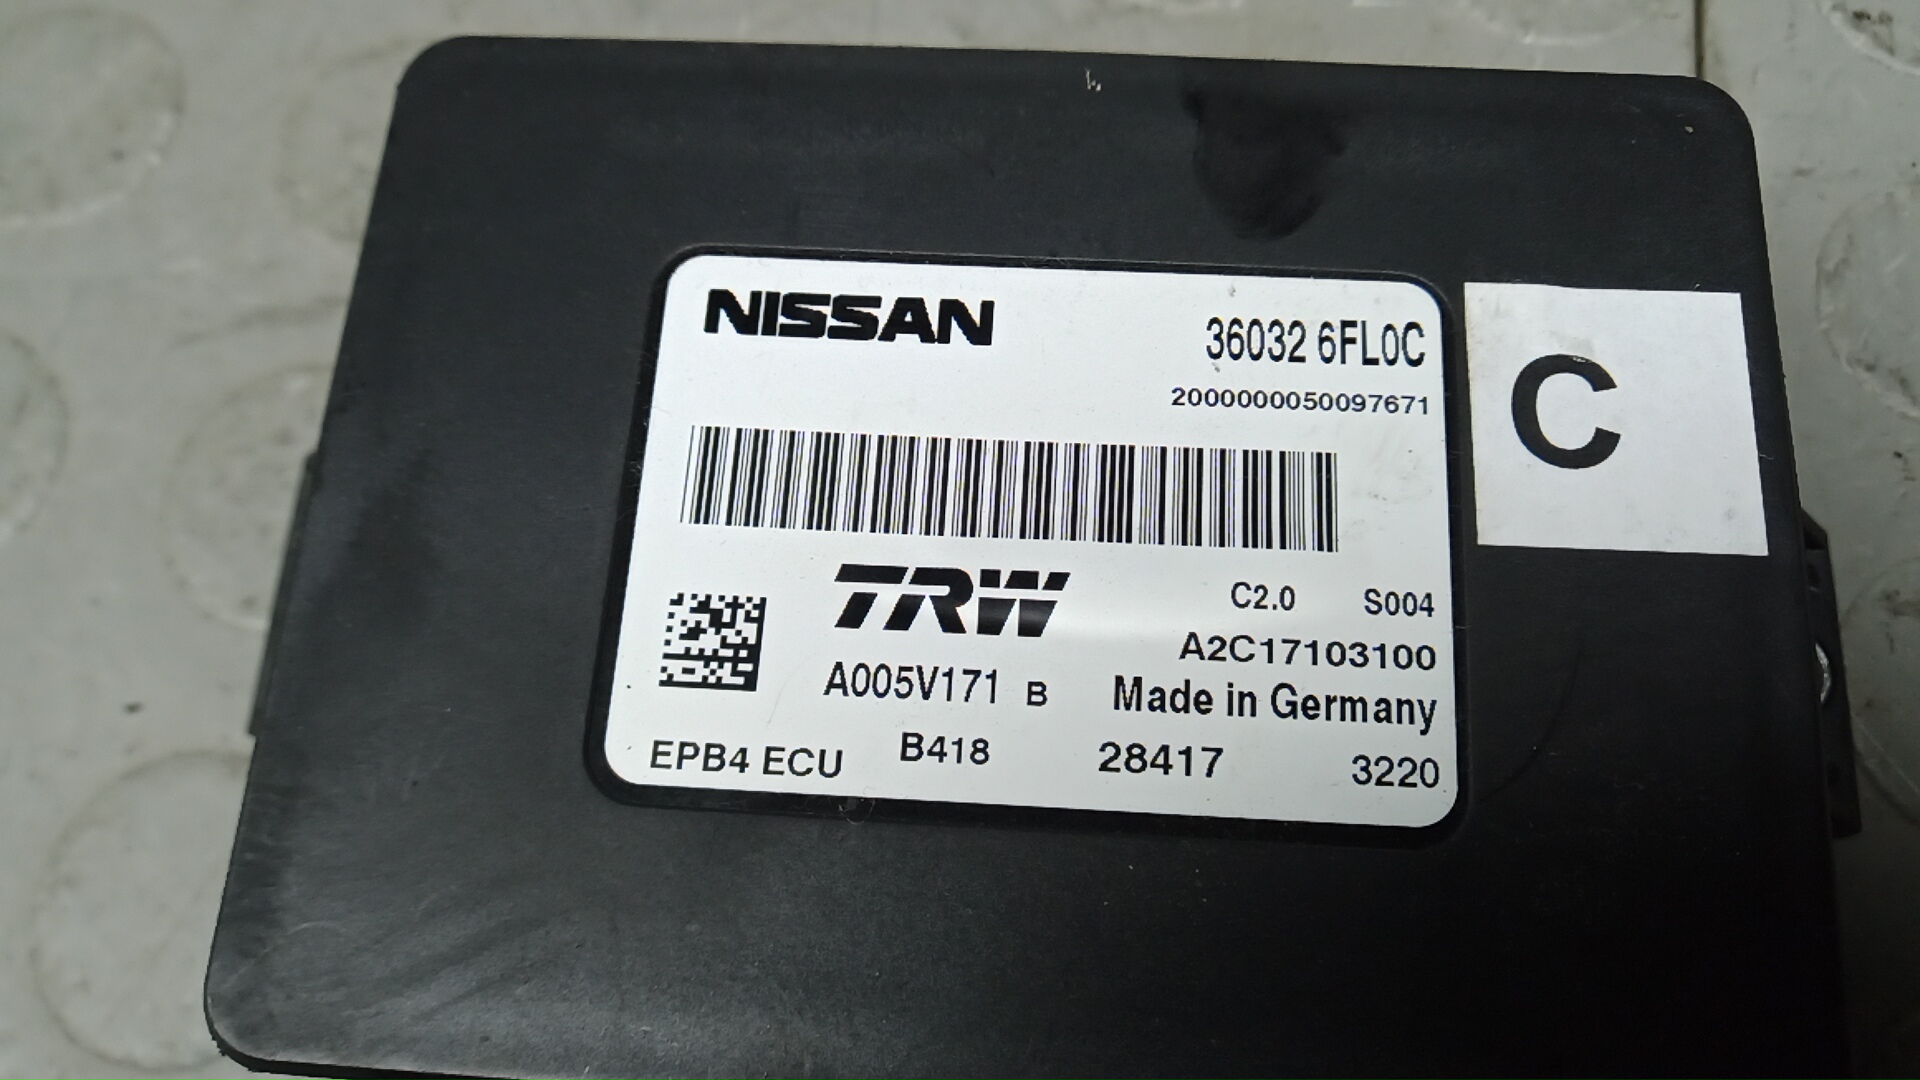 NISSAN
36032 6FL0C
2000000050097671
C
TRW
C2.0 S004
A2C17103100
A005V171 B
Made in Germany
EPB4 ECU B418 28417 3220